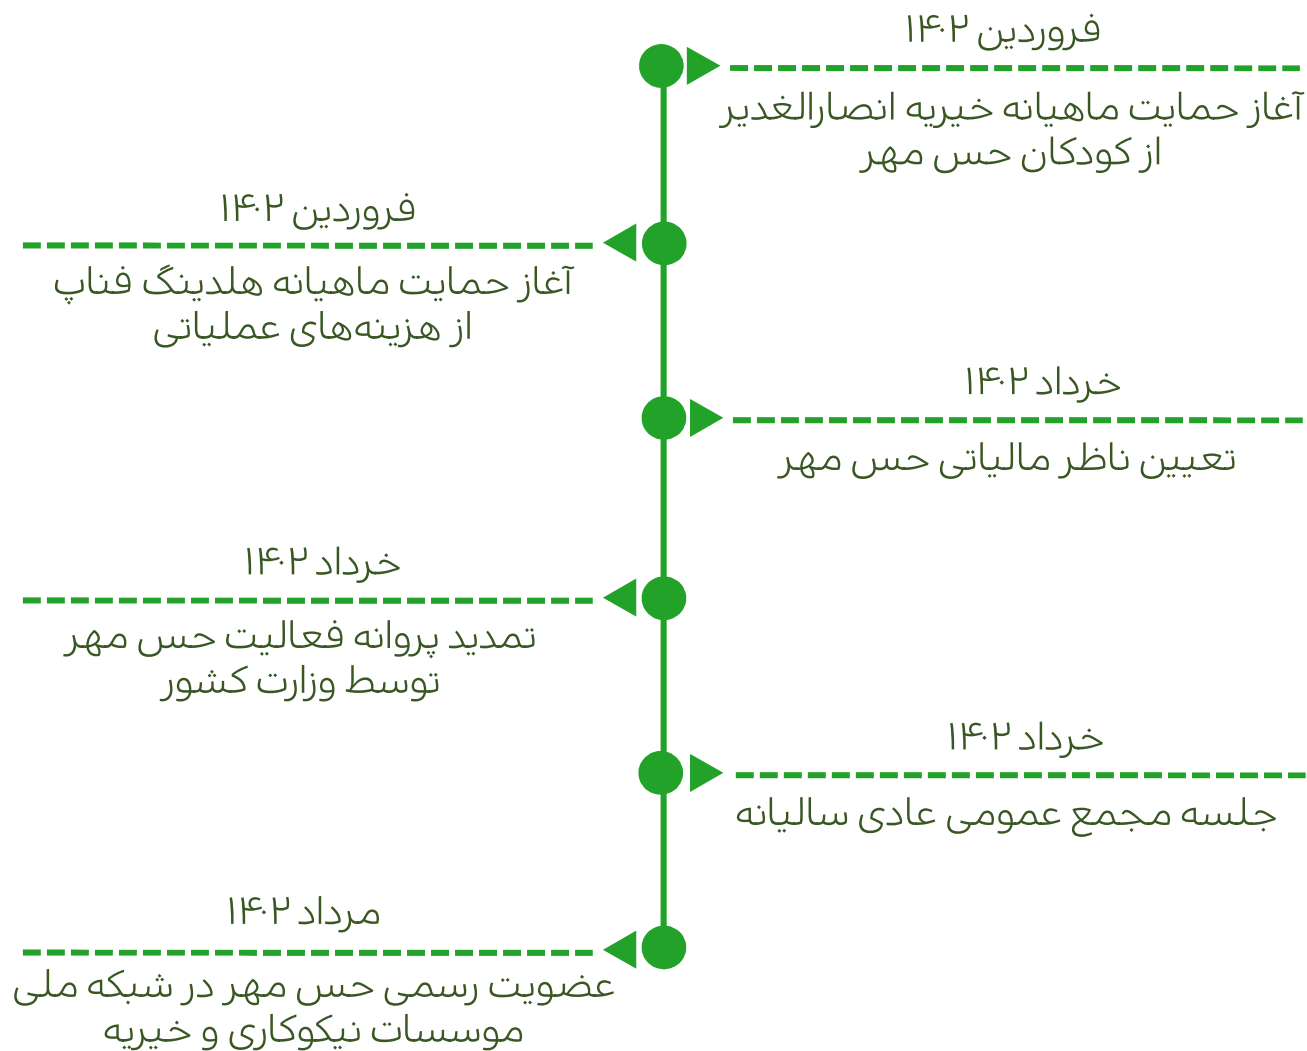 فروردین ۱۴۰۲
آغاز حمایت ماهیانه خیریه انصارالغدیر
از کودکان حس مهر
فروردین ۱۴۰۲
آغاز حمایت ماهیانه هلدینگ فناپ
از هزینه‌های عملیاتی
خرداد ۱۴۰۲
تعیین ناظر مالیاتی حس مهر
خرداد ۱۴۰۲
تمدید پروانه فعالیت حس مهر
توسط وزارت کشور
خرداد ۱۴۰۲
جلسه مجمع عمومی عادی سالیانه
مرداد ۱۴۰۲
عضویت رسمی حس مهر در شبکه ملی
موسسات نیکوکاری و خیریه